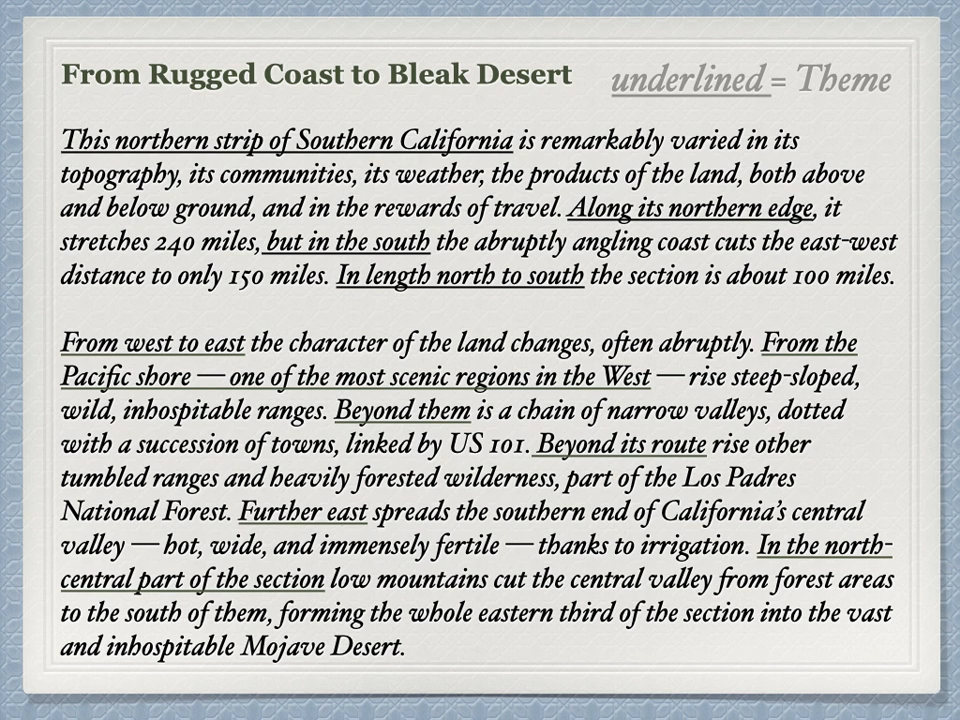 From Rugged Coast to Bleak Desert
underlined = Theme
This northern strip of Southern California is remarkably varied in its
topography, its communities, its weather, the products of the land, both above
and below ground, and in the rewards of travel. Along its northern edge, it
stretches 240 miles, but in the south the abruptly angling coast cuts the east-west
distance to only 150 miles. In length north to south the section is about 100 miles.
From west to east the character of the land changes, often abruptly. From the
Pacific shore — one of the most scenic regions in the West — rise steep-sloped,
wild, inhospitable ranges. Beyond them is a chain of narrow valleys, dotted
with a succession of towns, linked by US 101. Beyond its route rise other
tumbled ranges and heavily forested wilderness, part of the Los Padres
National Forest. Further east spreads the southern end of California's central
valley — hot, wide, and immensely fertile — thanks to irrigation. In the north-
central part of the section low mountains cut the central valley from forest areas
to the south of them, forming the whole eastern third of the section into the vast
and inhospitable Mojave Desert.